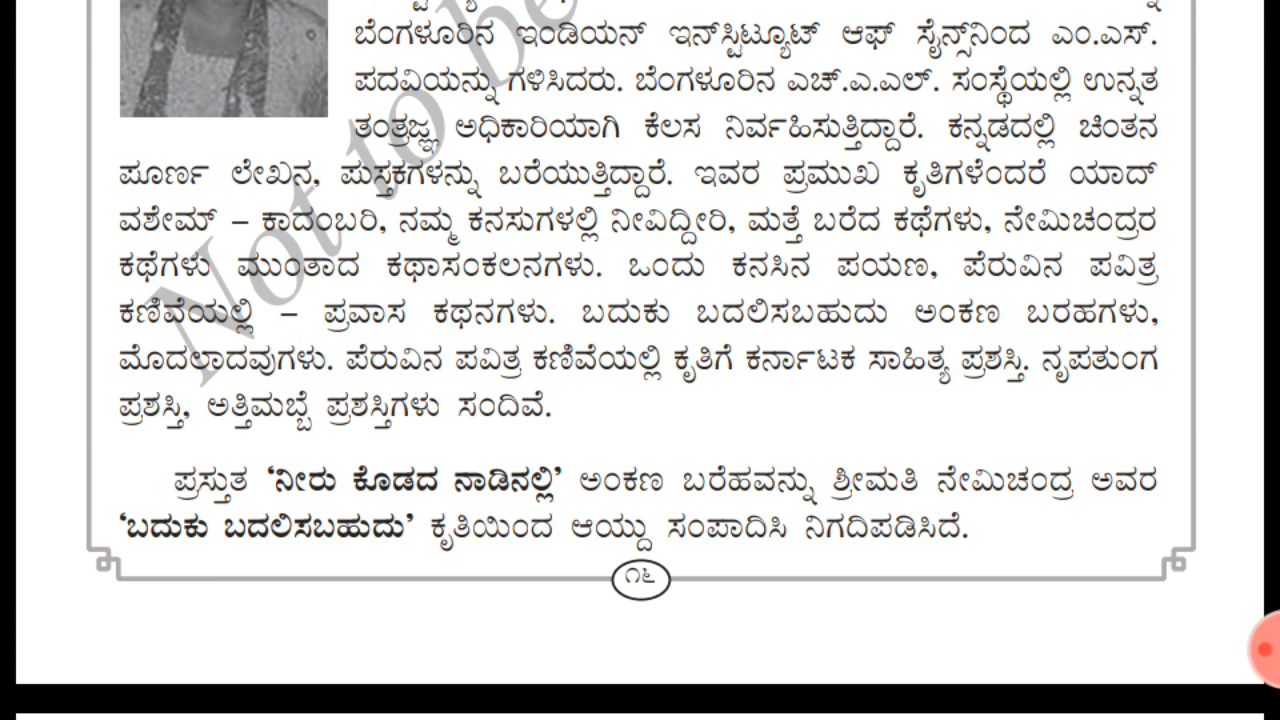 ಬೆಂಗಳೂರಿನ ಇಂಡಿಯನ್ ಇನ್‌ಸ್ಟಿಟ್ಯೂಟ್ ಆಫ್ ಸೈನ್ಸ್‌ನಿಂದ ಎಂ.ಎಸ್.
ಪದವಿಯನ್ನು ಗಳಿಸಿದರು. ಬೆಂಗಳೂರಿನ ಎಚ್.ಎ.ಎಲ್. ಸಂಸ್ಥೆಯಲ್ಲಿ ಉನ್ನತ
ತಂತ್ರಜ್ಞ ಅಧಿಕಾರಿಯಾಗಿ ಕೆಲಸ ನಿರ್ವಹಿಸುತ್ತಿದ್ದಾರೆ. ಕನ್ನಡದಲ್ಲಿ ಚಿಂತನ
ಪೂರ್ಣ ಲೇಖನ, ಪುಸ್ತಕಗಳನ್ನು ಬರೆಯುತ್ತಿದ್ದಾರೆ. ಇವರ ಪ್ರಮುಖ ಕೃತಿಗಳೆಂದರೆ ಯಾದ್
ವಶೇಮ್ – ಕಾದಂಬರಿ, ನಮ್ಮ ಕನಸುಗಳಲ್ಲಿ ನೀವಿದ್ದೀರಿ, ಮತ್ತೆ ಬರೆದ ಕಥೆಗಳು, ನೇಮಿಚಂದ್ರರ
ಕಥೆಗಳು ಮುಂತಾದ ಕಥಾಸಂಕಲನಗಳು. ಒಂದು ಕನಸಿನ ಪಯಣ, ಪೆರುವಿನ ಪವಿತ್ರ
ಕಣಿವೆಯಲ್ಲಿ – ಪ್ರವಾಸ ಕಥನಗಳು. ಬದುಕು ಬದಲಿಸಬಹುದು ಅಂಕಣ ಬರಹಗಳು,
ಮೊದಲಾದವುಗಳು. ಪೆರುವಿನ ಪವಿತ್ರ ಕಣಿವೆಯಲ್ಲಿ ಕೃತಿಗೆ ಕರ್ನಾಟಕ ಸಾಹಿತ್ಯ ಪ್ರಶಸ್ತಿ. ನೃಪತುಂಗ
ಪ್ರಶಸ್ತಿ, ಅತ್ತಿಮಬ್ಬೆ ಪ್ರಶಸ್ತಿಗಳು ಸಂದಿವೆ.
ಪ್ರಸ್ತುತ ‘ನೀರು ಕೊಡದ ನಾಡಿನಲ್ಲಿ’ ಅಂಕಣ ಬರೆಹವನ್ನು ಶ್ರೀಮತಿ ನೇಮಿಚಂದ್ರ ಅವರ
‘ಬದುಕು ಬದಲಿಸಬಹುದು’ ಕೃತಿಯಿಂದ ಆಯ್ದು ಸಂಪಾದಿಸಿ ನಿಗದಿಪಡಿಸಿದೆ.
೧೬
Not to be